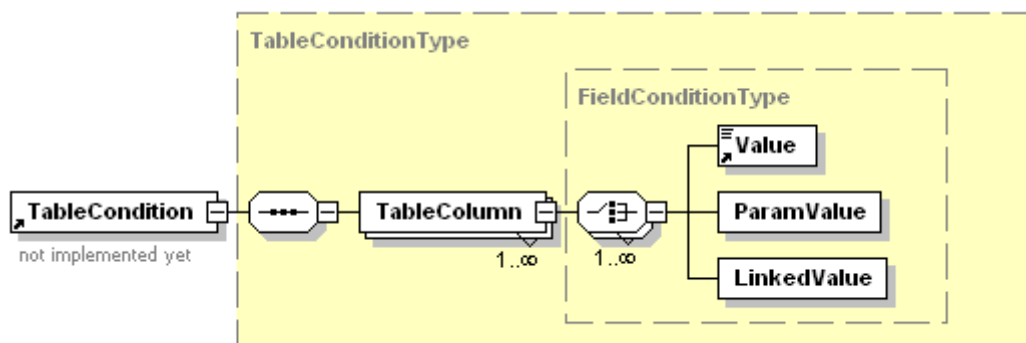 TableConditionType
FieldConditionType
Value
TableCondition
TableColumn
ParamValue
not implemented yet
1..∞
1..∞
LinkedValue